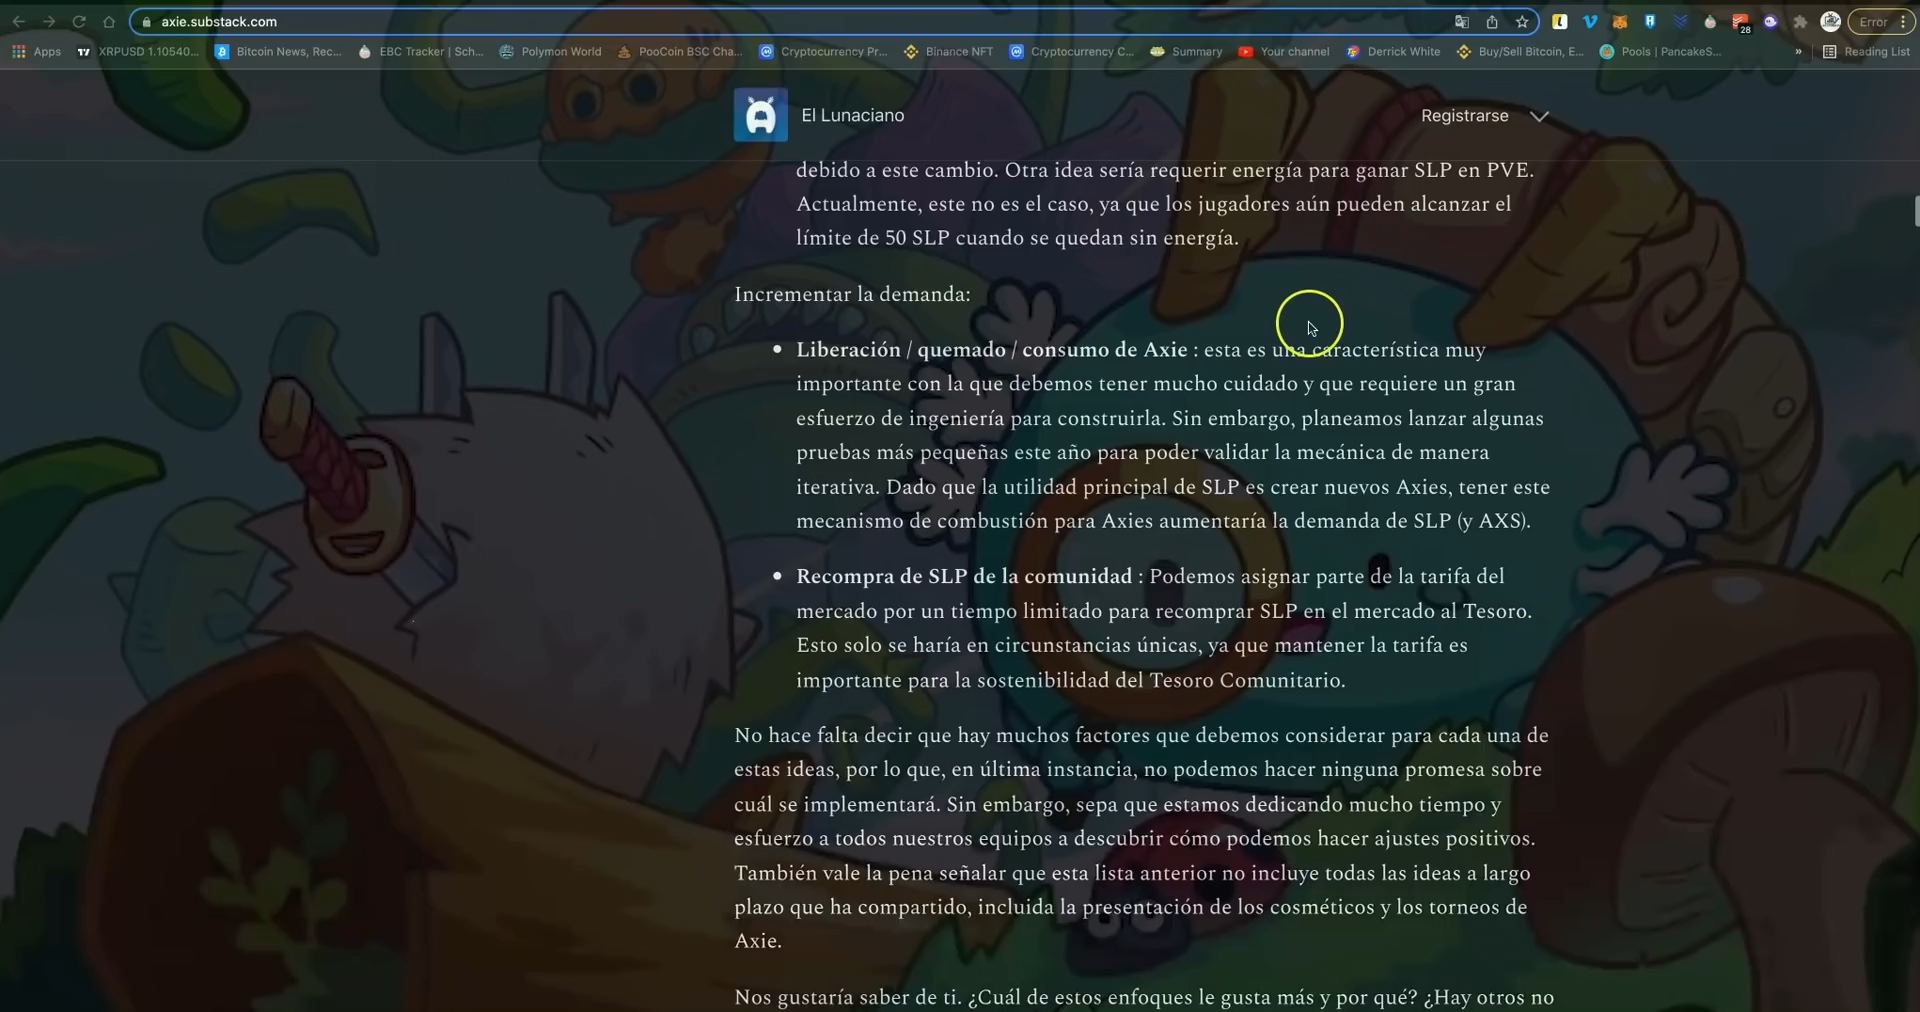 axie.substack.com
Error
28
Apps
XRPUSD 1.10540...
Bitcoin News, Rec...
EBC Tracker | Sch...
Polymon World
PooCoin BSC Cha...
Cryptocurrency Pr...
Binance NFT
Cryptocurrency C...
Summary
Your channel
Derrick White
Buy/Sell Bitcoin, E...
Pools | PancakeS...
»
Reading List
El Lunaciano
Registrarse
debido a este cambio. Otra idea sería requerir energía para ganar SLP en PVE.
Actualmente, este no es el caso, ya que los jugadores aún pueden alcanzar el
límite de 50 SLP cuando se quedan sin energía.
Incrementar la demanda:
• Liberación / quemado / consumo de Axie : esta es una característica muy
importante con la que debemos tener mucho cuidado y que requiere un gran
esfuerzo de ingeniería para construirla. Sin embargo, planeamos lanzar algunas
pruebas más pequeñas este año para poder validar la mecánica de manera
iterativa. Dado que la utilidad principal de SLP es crear nuevos Axies, tener este
mecanismo de combustión para Axies aumentaría la demanda de SLP (y AXS).
• Recompra de SLP de la comunidad : Podemos asignar parte de la tarifa del
mercado por un tiempo limitado para recomprar SLP en el mercado al Tesoro.
Esto solo se haría en circunstancias únicas, ya que mantener la tarifa es
importante para la sostenibilidad del Tesoro Comunitario.
No hace falta decir que hay muchos factores que debemos considerar para cada una de
estas ideas, por lo que, en última instancia, no podemos hacer ninguna promesa sobre
cuál se implementará. Sin embargo, sepa que estamos dedicando mucho tiempo y
esfuerzo a todos nuestros equipos a descubrir cómo podemos hacer ajustes positivos.
También vale la pena señalar que esta lista anterior no incluye todas las ideas a largo
plazo que ha compartido, incluida la presentación de los cosméticos y los torneos de
Axie.
Nos gustaría saber de ti. ¿Cuál de estos enfoques le gusta más y por qué? ¿Hay otros no